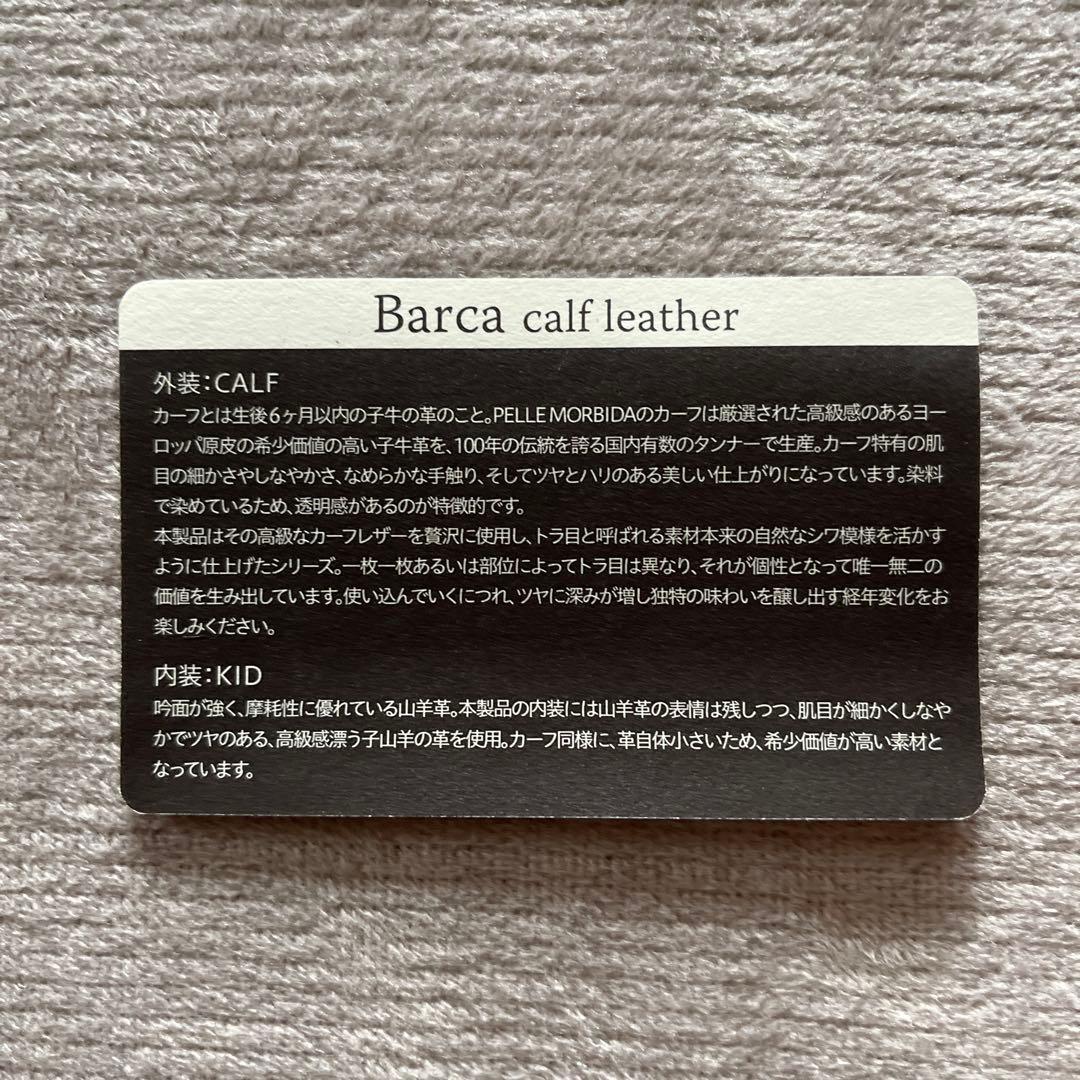 Barca calf leather
外装：CALF
カーフとは生後6ヶ月以内の子牛の革のこと。PELLE MORBIDAのカーフは厳選された高級感のあるヨー
ロッパ原皮の希少価値の高い子牛革を、100年の伝統を誇る国内有数のタンナーで生産。カーフ特有の肌
目の細かさやしなやかさ、なめらかな手触り、そしてツヤとハリのある美しい仕上がりになっています。染料
で染めているため、透明感があるのが特徴的です。
本製品はその高級なカーフレザーを贅沢に使用し、トラ目と呼ばれる素材本来の自然なシワ模様を活かす
ように仕上げたシリーズ。一枚一枚あるいは部位によってトラ目は異なり、それが個性となって唯一無二の
価値を生み出しています。使い込んでいくにつれ、ツヤに深みが増し独特の味わいを醸し出す経年変化をお
楽しみください。
内装：KID
吟面が強く、摩耗性に優れている山羊革。本製品の内装には山羊革の表情は残しつつ、肌目が細かくしなや
かでツヤのある、高級感漂う子山羊の革を使用。カーフ同様に、革自体小さいため、希少価値が高い素材と
なっています。